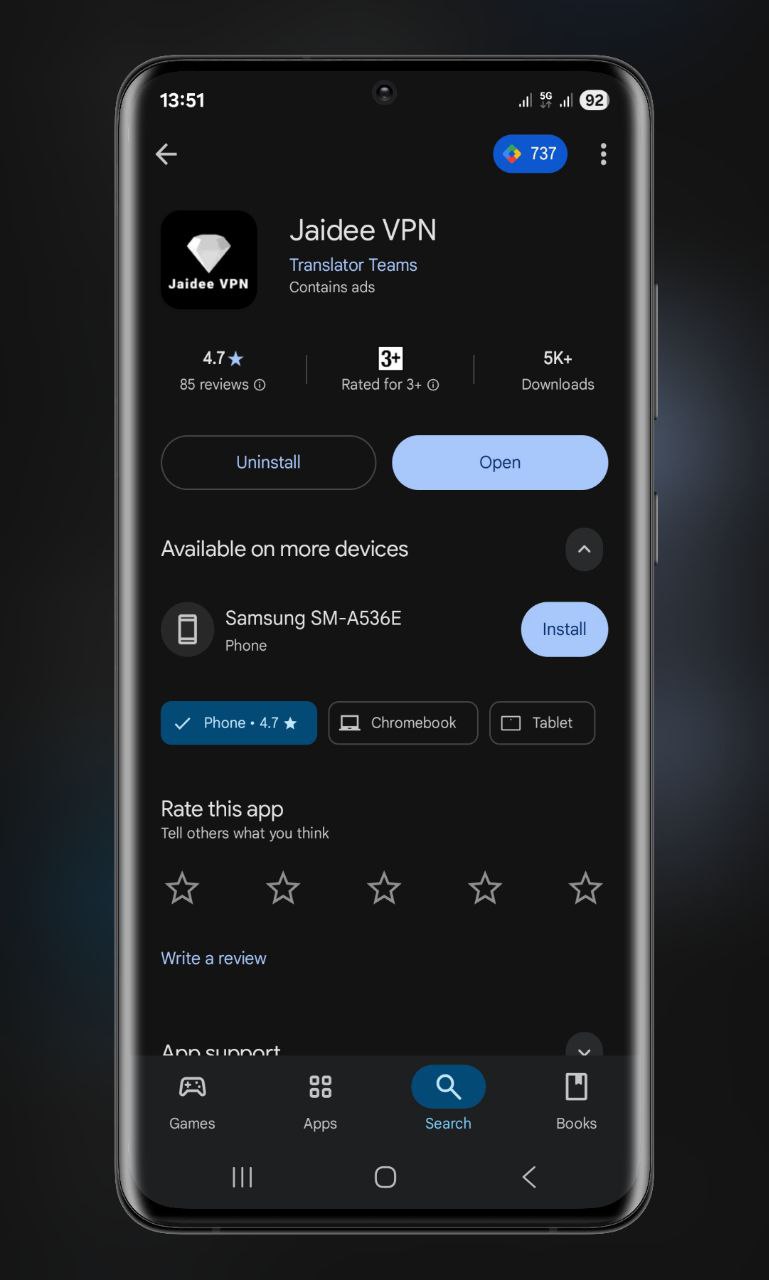 13:51
5G
92
737
Jaidee VPN
Jaidee VPN
Translator Teams
Contains ads
4.7★
3+
5K+
85 reviews
Rated for 3+
Downloads
Uninstall
Open
Available on more devices
Samsung SM-A536E
Phone
Install
Phone • 4.7 ★
Chromebook
Tablet
Rate this app
Tell others what you think
Write a review
App support
Games
Apps
Search
Books